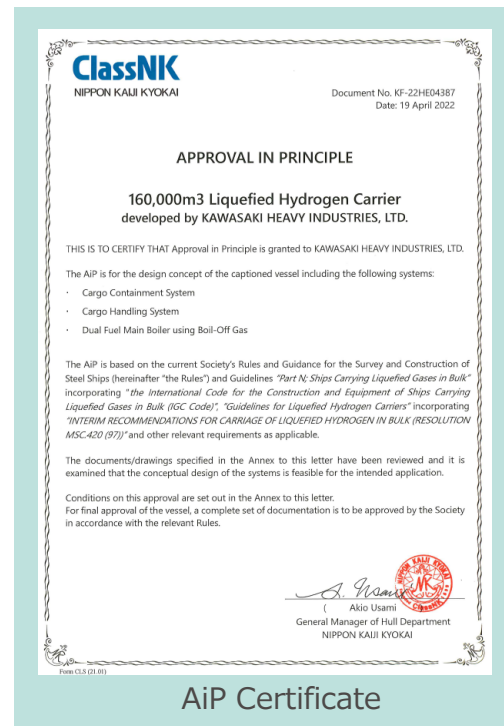 ClassNK
NIPPON KAIJI KYOKAI
Document No. KF-22HE04387
Date: 19 April 2022
APPROVAL IN PRINCIPLE
160,000m3 Liquefied Hydrogen Carrier
developed by KAWASAKI HEAVY INDUSTRIES, LTD.
THIS IS TO CERTIFY THAT Approval in Principle is granted to KAWASAKI HEAVY INDUSTRIES, LTD.
The AiP is for the design concept of the captioned vessel including the following systems:
· Cargo Containment System
· Cargo Handling System
· Dual Fuel Main Boiler using Boil-Off Gas
The AiP is based on the current Society's Rules and Guidance for the Survey and Construction of
Steel Ships (hereinafter "the Rules") and Guidelines "Part N; Ships Carrying Liquefied Gases in Bulk"
incorporating "the International Code for the Construction and Equipment of Ships Carrying
Liquefied Gases in Bulk (IGC Code)", "Guidelines for Liquefied Hydrogen Carriers" incorporating
"INTERIM RECOMMENDATIONS FOR CARRIAGE OF LIQUEFIED HYDROGEN IN BULK (RESOLUTION
MSC.420 (97))" and other relevant requirements as applicable.
The documents/drawings specified in the Annex to this letter have been reviewed and it is
examined that the conceptual design of the systems is feasible for the intended application.
Conditions on this approval are set out in the Annex to this letter.
For final approval of the vessel, a complete set of documentation is to be approved by the Society
in accordance with the relevant Rules.
A. Usami
NIPPON KAIJI KYOKAI
NK
ClassNK
( Akio Usami
General Manager of Hull Department
NIPPON KAIJI KYOKAI
Form CLS (21.01)
AiP Certificate